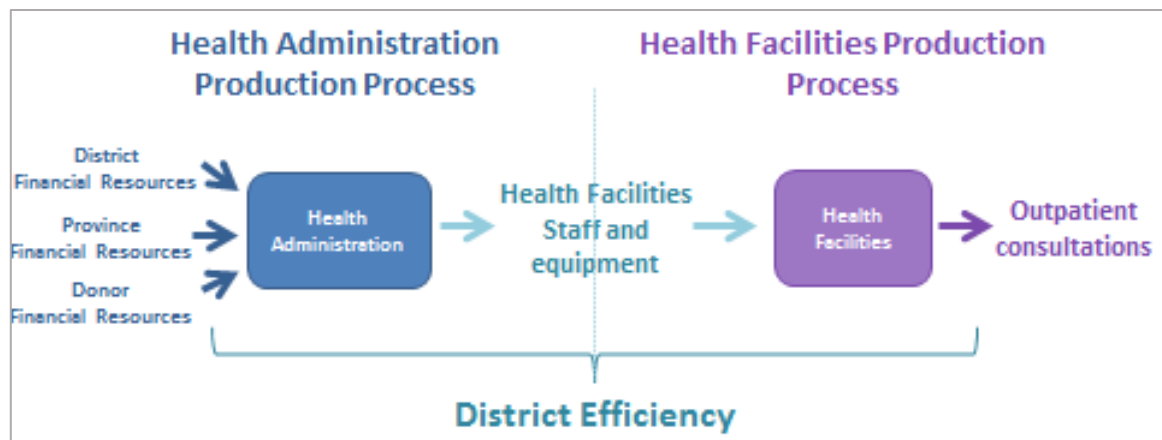 Health Administration
Production Process
Health Facilities Production
Process
District
Financial Resources
Province
Financial Resources
Donor
Financial Resources
Health
Administration
Health Facilities
Staff and
equipment
Health
Facilities
Outpatient
consultations
District Efficiency